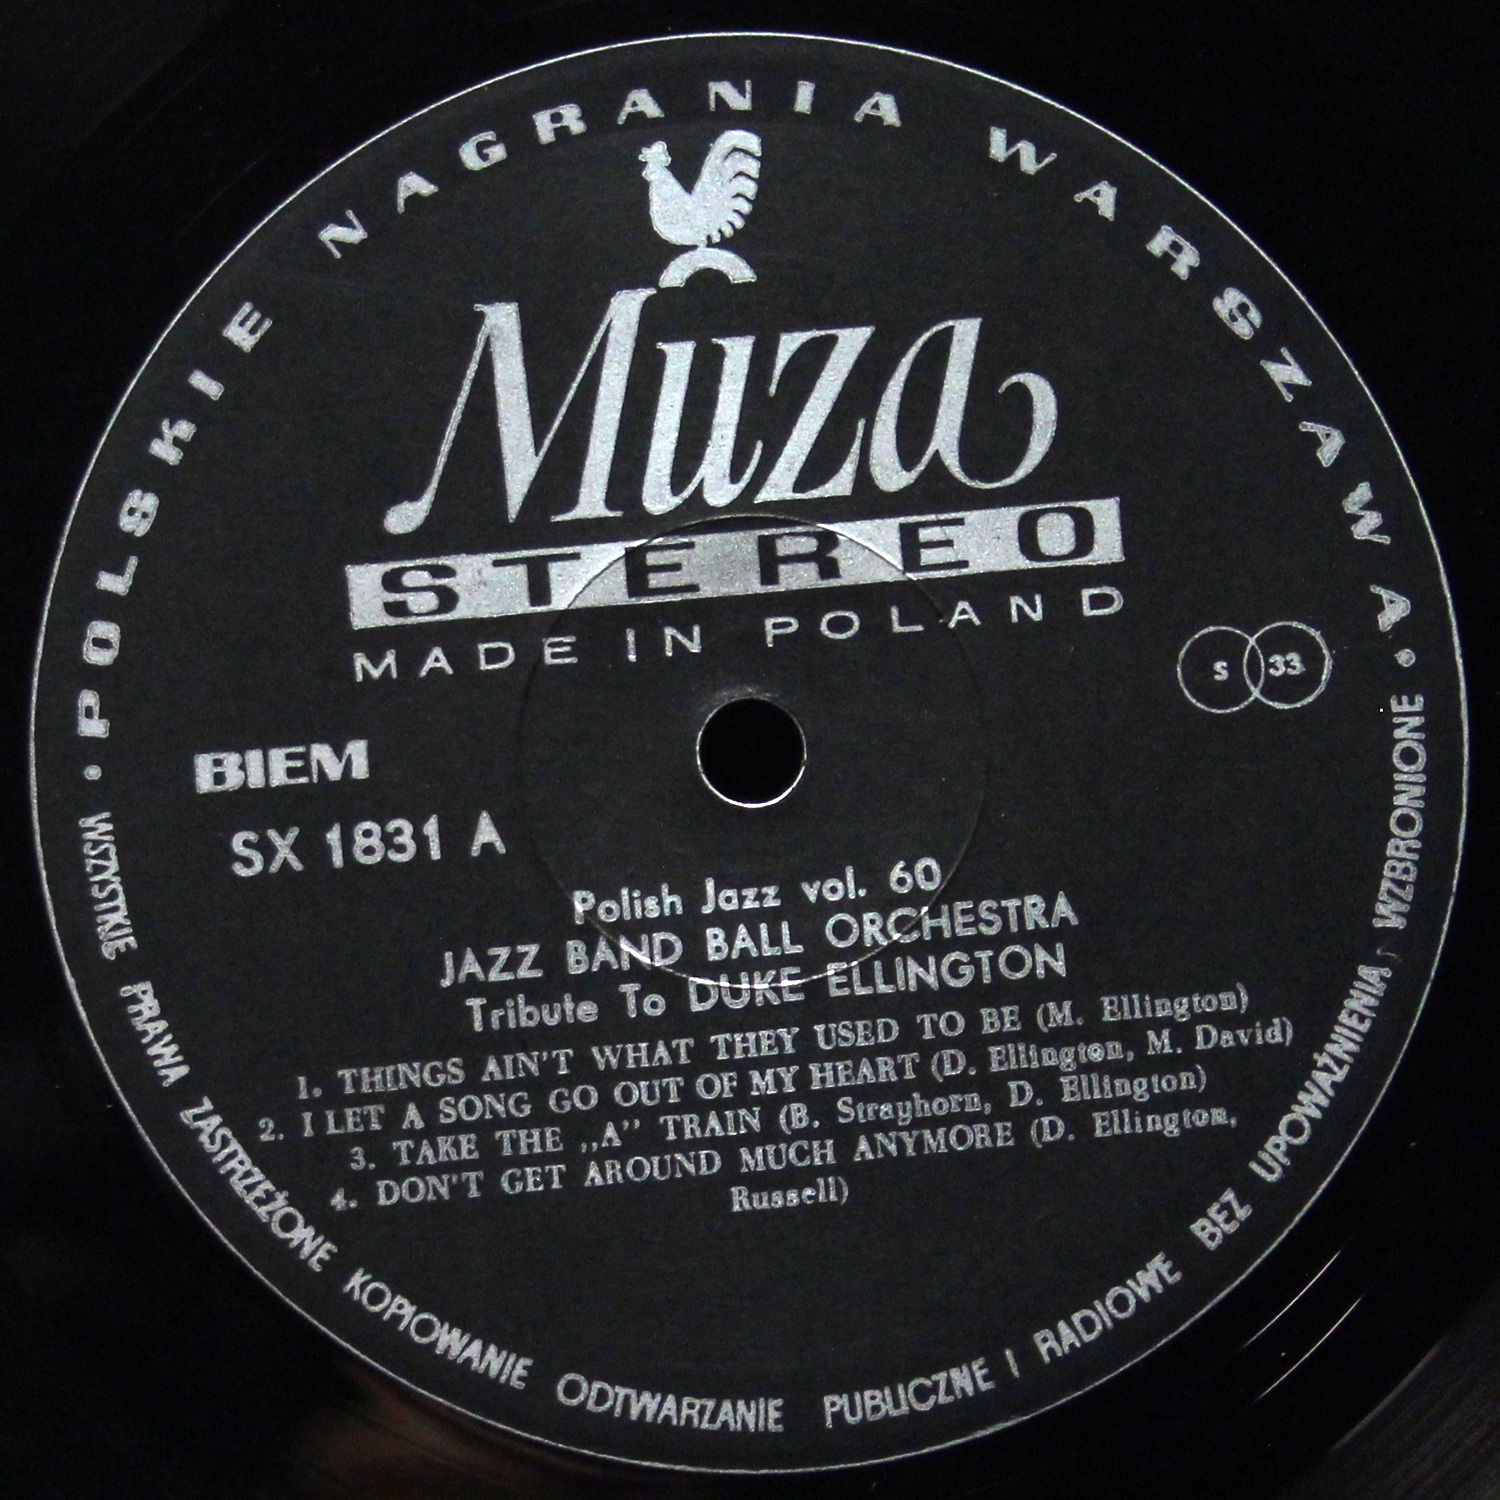 POLSKIE NAGRANIA WARSZAWA
Muza
STEREO
MADE IN POLAND
S 33
BIEM
SX 1831 A
Polish Jazz vol. 60
JAZZ BAND BALL ORCHESTRA
Tribute To DUKE ELLINGTON
1. THINGS AIN'T WHAT THEY USED TO BE (M. Ellington)
2. I LET A SONG GO OUT OF MY HEART (D. Ellington, M. David)
3. TAKE THE „A” TRAIN (B. Strayhorn, D. Ellington)
4. DON'T GET AROUND MUCH ANYMORE (D. Ellington,
Russell)
• WSZYSTKIE PRAWA ZASTRZEŻONE KOPIOWANIE ODTWARZANIE PUBLICZNE I RADIOWE BEZ UPOWAŻNIENIA WZBRONIONE •